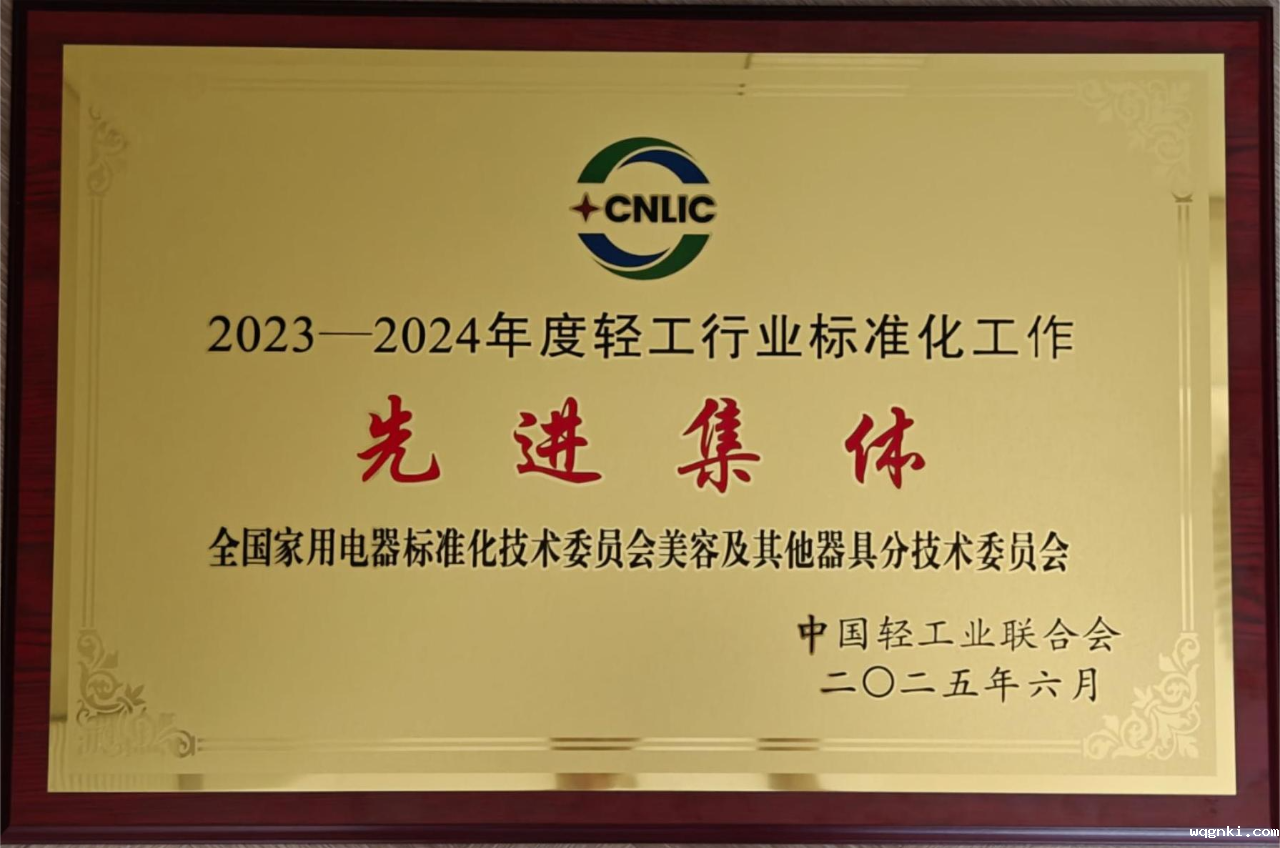 CNLIC
2023—2024年度轻工行业标准化工作
先进集体
全国家用电器标准化技术委员会美容及其他器具分技术委员会
中国轻工业联合会
二〇二五年六月
wqgnki.com